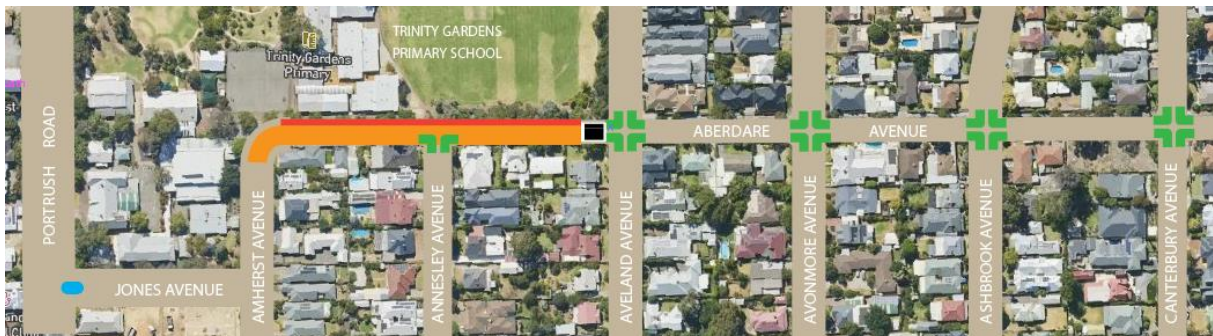 TRINITY GARDENS
PRIMARY SCHOOL
Trinity Gardens
Primary
PORTRUSH ROAD
JONES AVENUE
AMHERST AVENUE
ANNESLEY AVENUE
AVELAND AVENUE
ABERDARE AVENUE
AVONMORE AVENUE
ASHBROOK AVENUE
CANTERBURY AVENUE